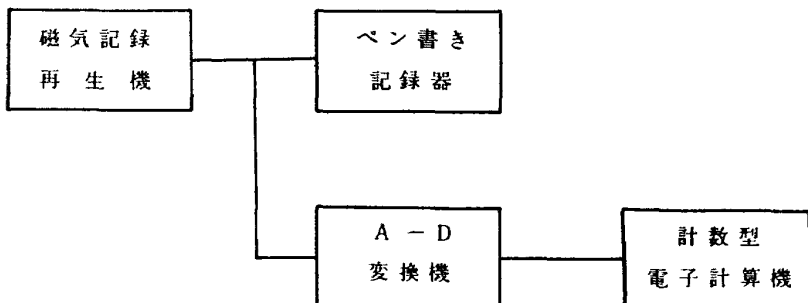 磁気記録
再生機
ペン書き
記録器
A－D
変換機
計数型
電子計算機